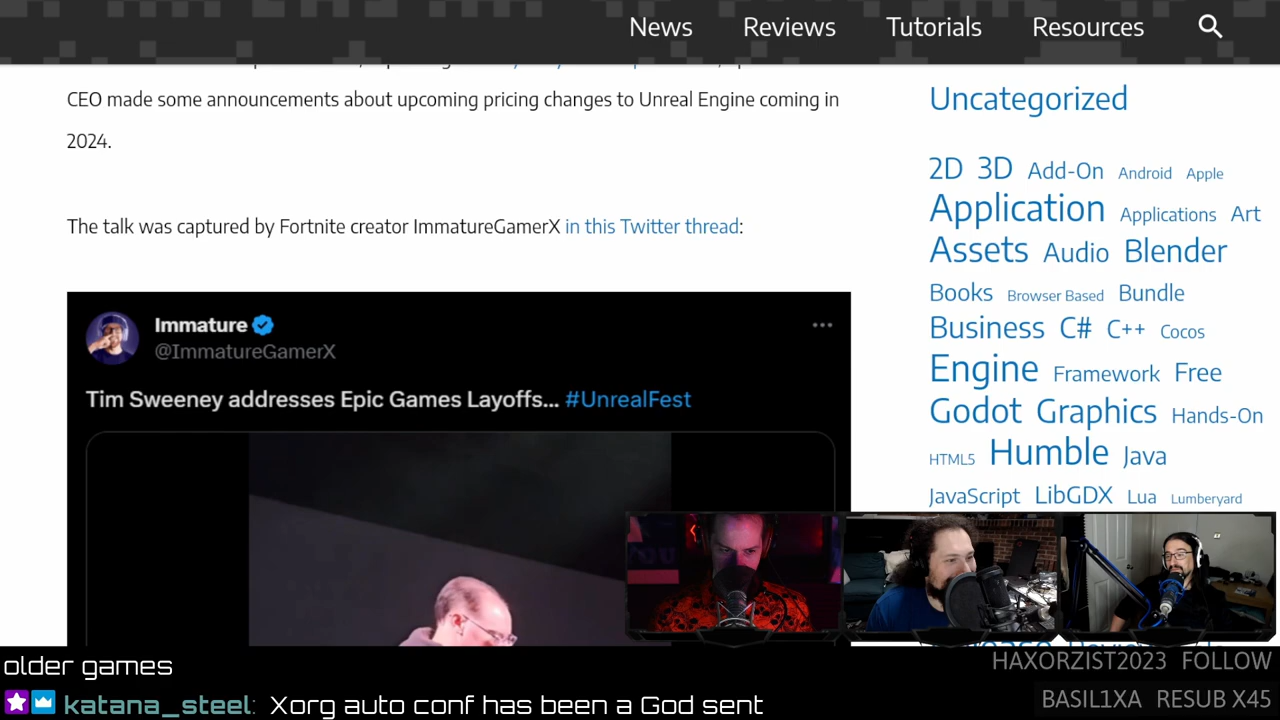 News Reviews Tutorials Resources
CEO made some announcements about upcoming pricing changes to Unreal Engine coming in
2024.
The talk was captured by Fortnite creator ImmatureGamerX in this Twitter thread:
Immature
@ImmatureGamerX
Tim Sweeney addresses Epic Games Layoffs... #UnrealFest
Uncategorized
2D 3D Add-On Android Apple
Application Applications Art
Assets Audio Blender
Books Browser Based Bundle
Business C# C++ Cocos
Engine Framework Free
Godot Graphics Hands-On
HTML5 Humble Java
JavaScript LibGDX Lua Lumberyard
older games
katana_steel: Xorg auto conf has been a God sent
HAXORZIST2023 FOLLOW
BASIL1XA RESUB X45